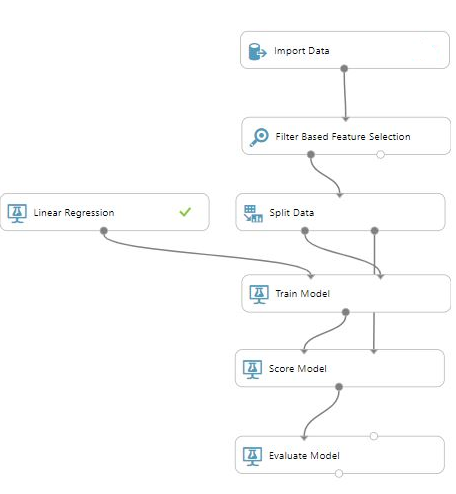 Import Data
Filter Based Feature Selection
Linear Regression
Split Data
Train Model
Score Model
Evaluate Model